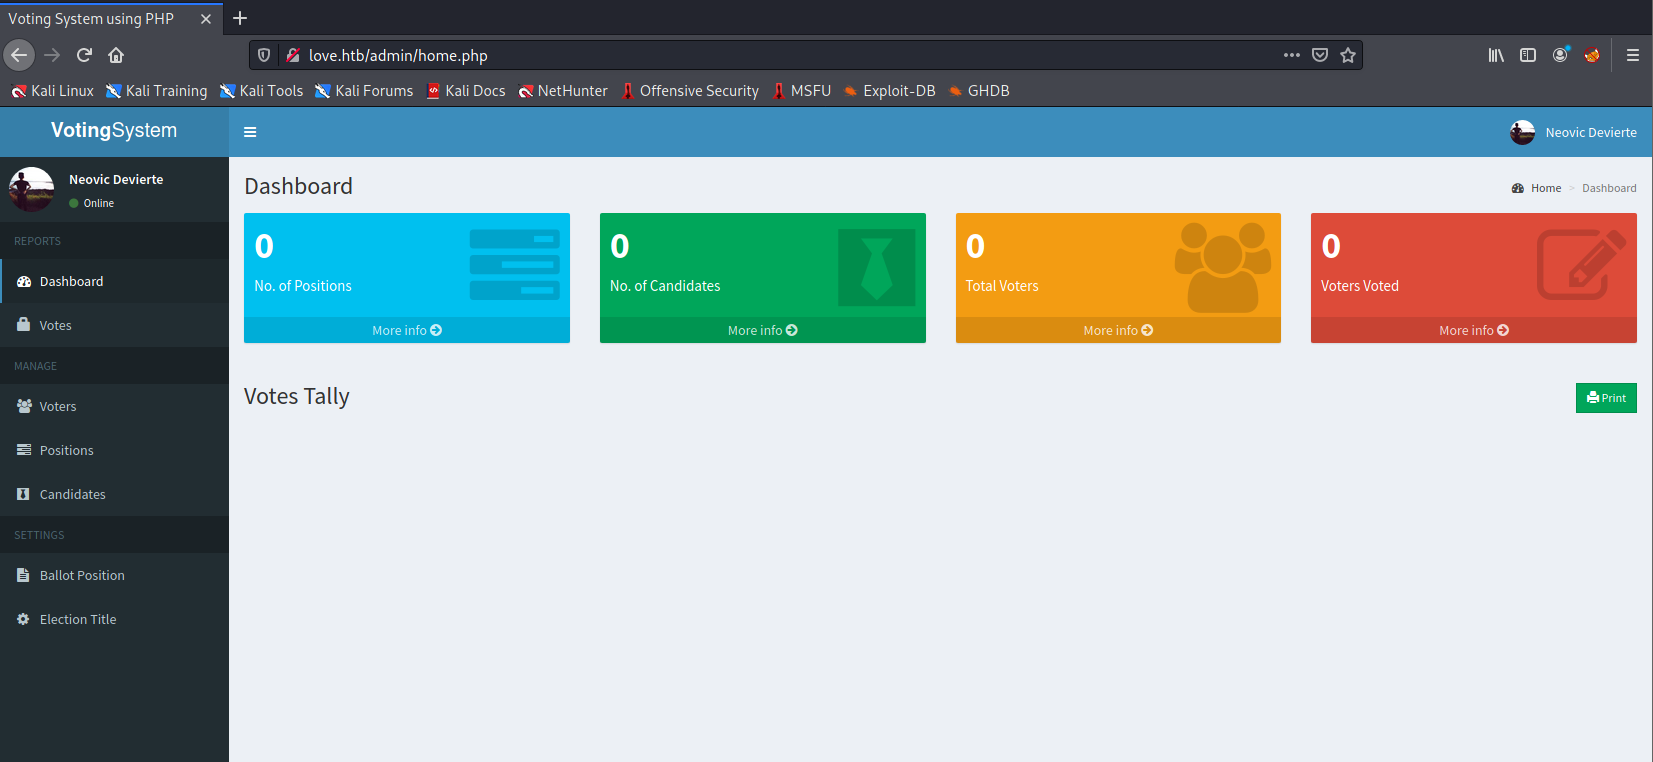 Voting System using PHP
love.htb/admin/home.php
Kali Linux Kali Training Kali Tools Kali Forums Kali Docs NetHunter Offensive Security MSFU Exploit-DB GHDB
VotingSystem
Neovic Devierte
Neovic Devierte
Online
REPORTS
Dashboard
Votes
MANAGE
Voters
Positions
Candidates
SETTINGS
Ballot Position
Election Title
Dashboard
Home > Dashboard
0
No. of Positions
More info
0
No. of Candidates
More info
0
Total Voters
More info
0
Voters Voted
More info
Votes Tally
Print